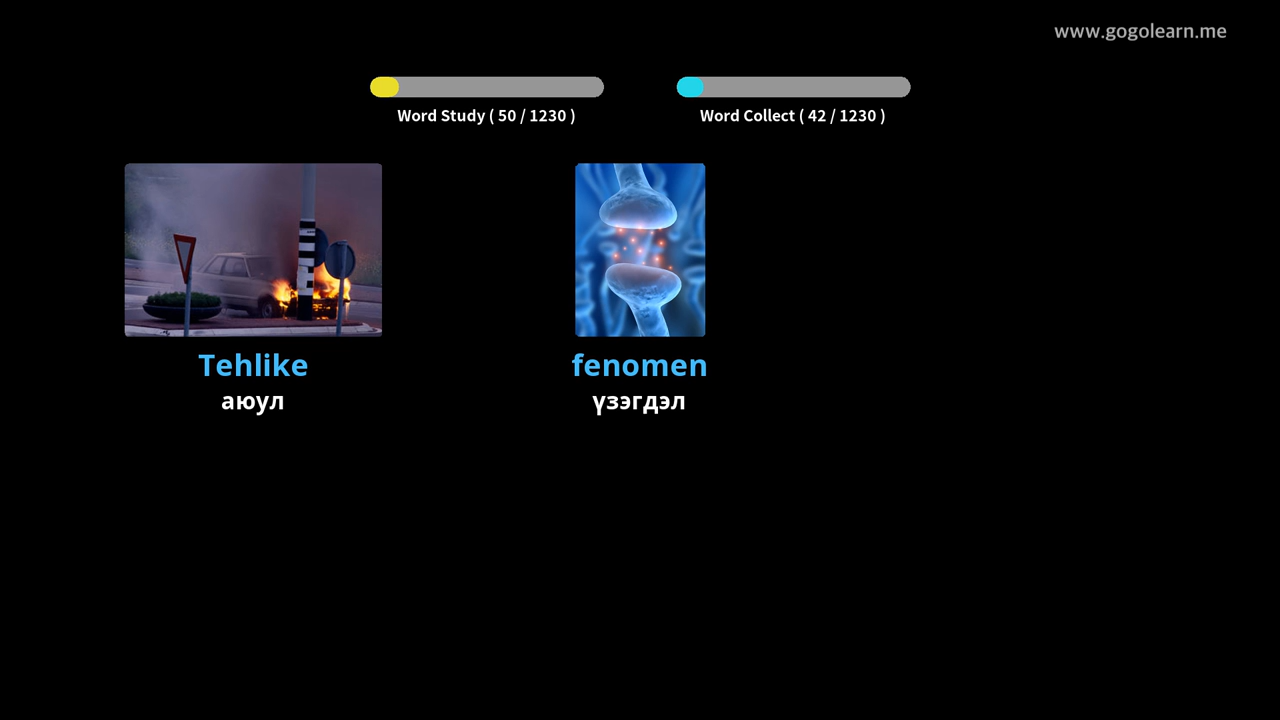 www.gogolearn.me
Word Study ( 50 / 1230 )
Word Collect ( 42 / 1230 )
Tehlike
аюул
fenomen
үзэгдэл